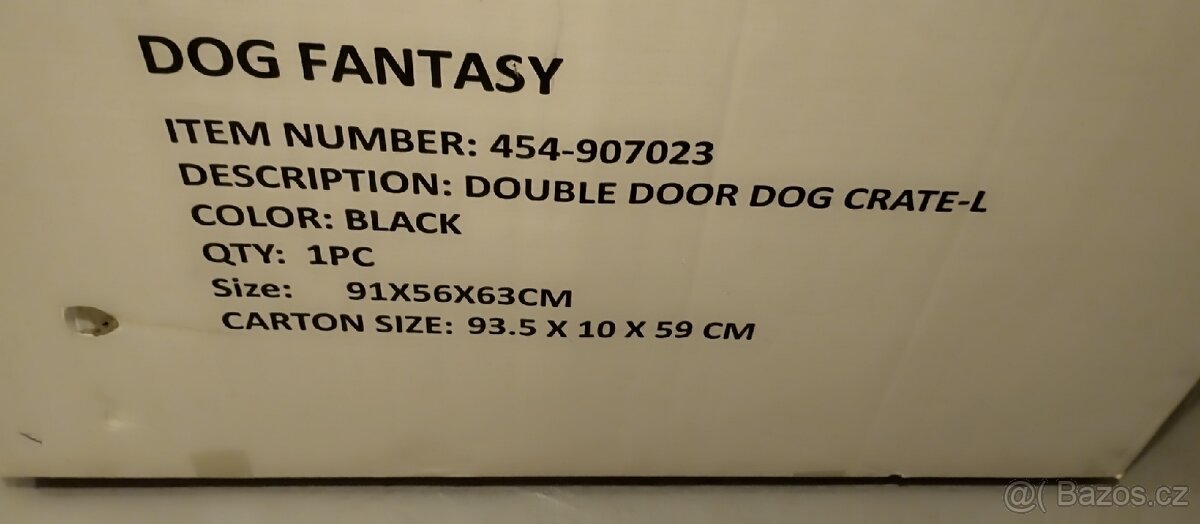 DOG FANTASY
ITEM NUMBER: 454-907023
DESCRIPTION: DOUBLE DOOR DOG CRATE-L
COLOR: BLACK
QTY: 1PC
Size: 91X56X63CM
CARTON SIZE: 93.5 X 10 X 59 CM
@( Bazos.cz